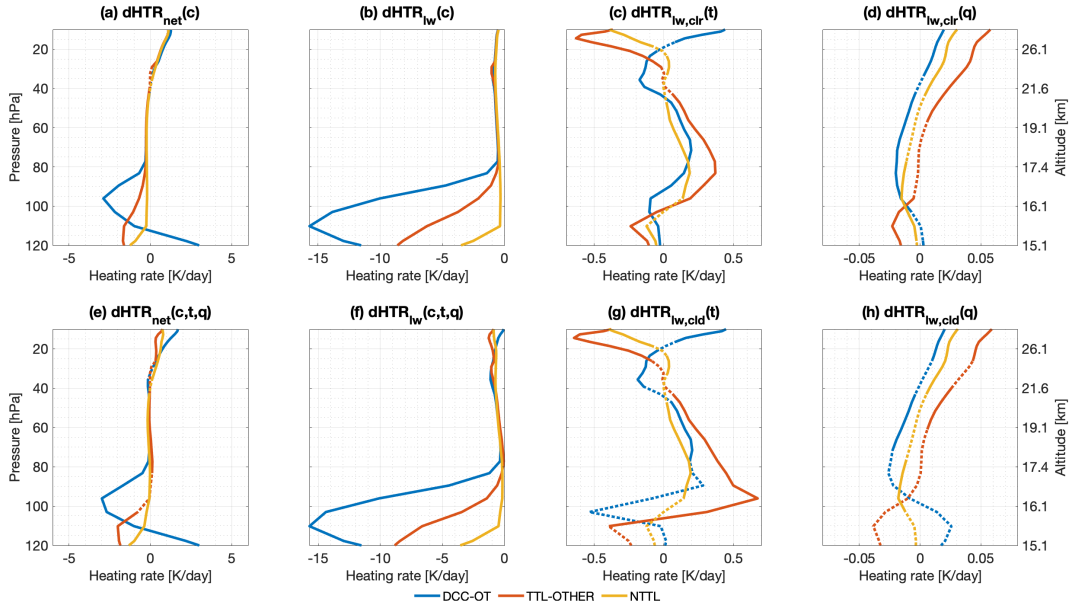 (a) dHTRnet(c)
(b) dHTRlw(c)
(c) dHTRlw,clr(t)
(d) dHTRlw,clr(q)
Pressure [hPa]
20
40
60
80
100
120
-5
0
5
Heating rate [K/day]
-15
-10
-5
0
Heating rate [K/day]
-0.5
0
0.5
Heating rate [K/day]
-0.05
0
0.05
Heating rate [K/day]
26.1
21.6
19.1
17.4
16.1
15.1
Altitude [km]
(e) dHTRnet(c,t,q)
(f) dHTRlw(c,t,q)
(g) dHTRlw,cld(t)
(h) dHTRlw,cld(q)
Pressure [hPa]
20
40
60
80
100
120
-5
0
5
Heating rate [K/day]
-15
-10
-5
0
Heating rate [K/day]
-0.5
0
0.5
Heating rate [K/day]
-0.05
0
0.05
Heating rate [K/day]
26.1
21.6
19.1
17.4
16.1
15.1
Altitude [km]
DCC-OT
TTL-OTHER
NTTL